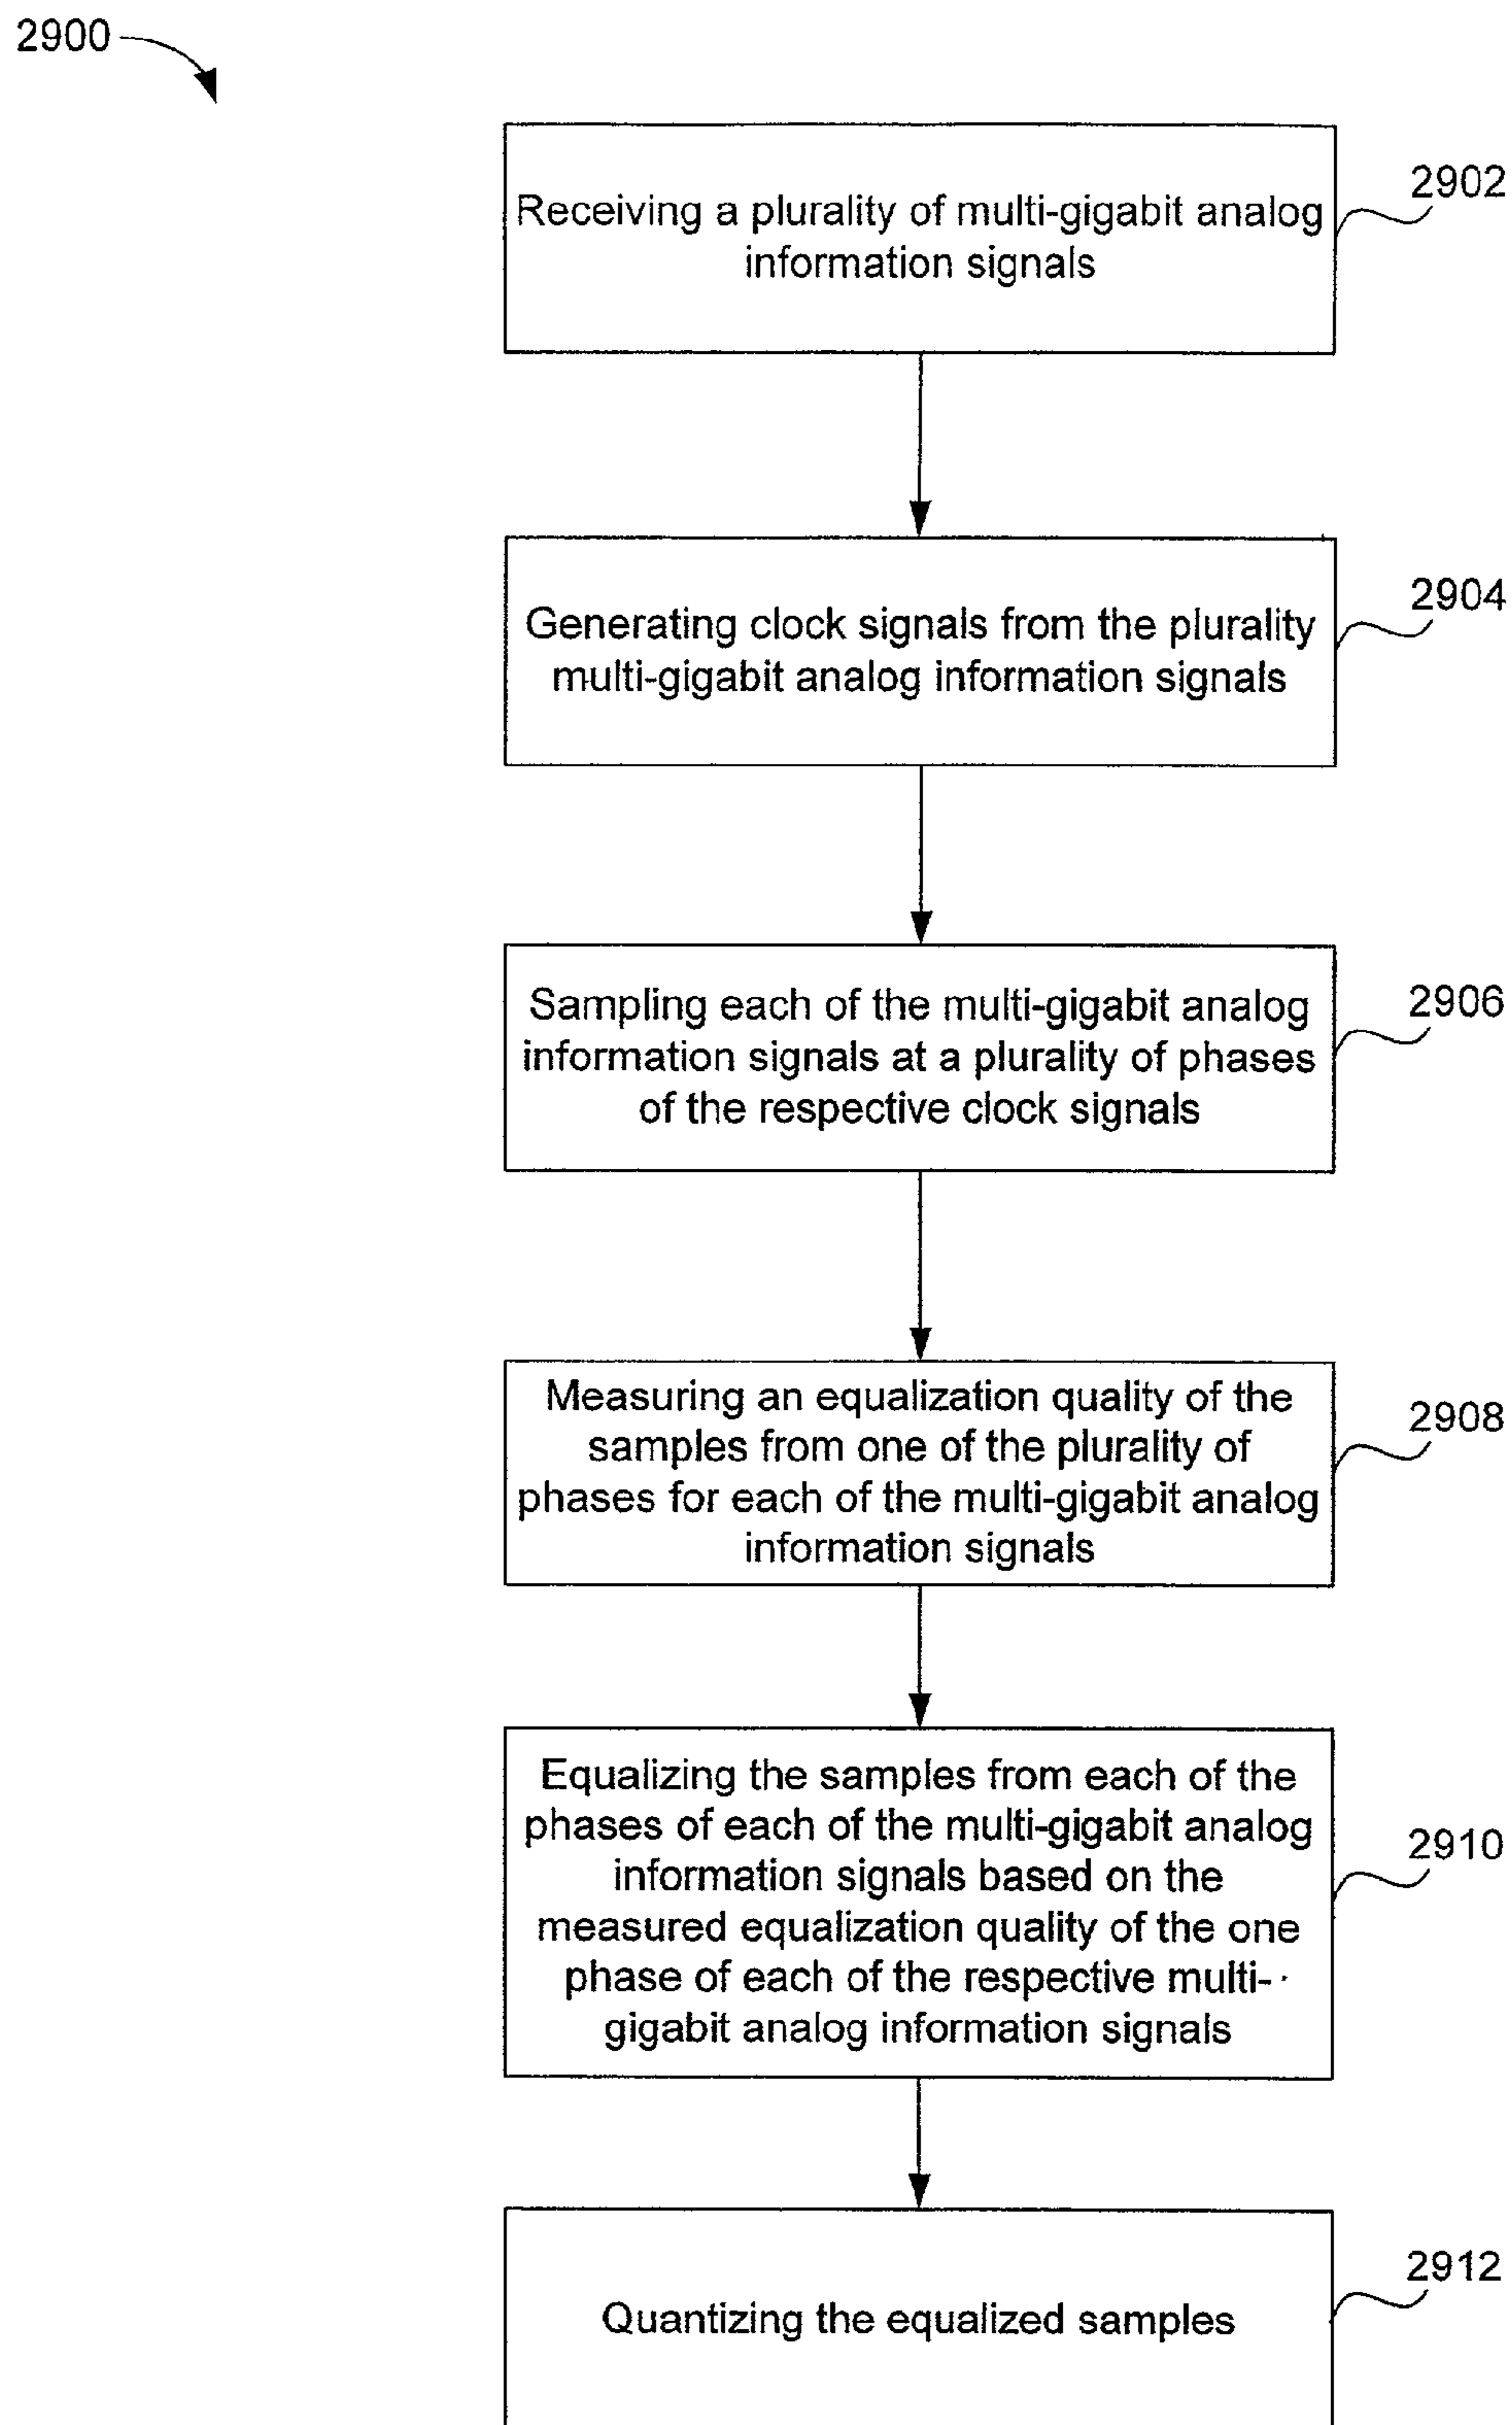 2900
Receiving a plurality of multi-gigabit analog
information signals
2902
Generating clock signals from the plurality
multi-gigabit analog information signals
2904
Sampling each of the multi-gigabit analog
information signals at a plurality of phases
of the respective clock signals
2906
Measuring an equalization quality of the
samples from one of the plurality of
phases for each of the multi-gigabit analog
information signals
2908
Equalizing the samples from each of the
phases of each of the multi-gigabit analog
information signals based on the
measured equalization quality of the one
phase of each of the respective multi-
gigabit analog information signals
2910
Quantizing the equalized samples
2912